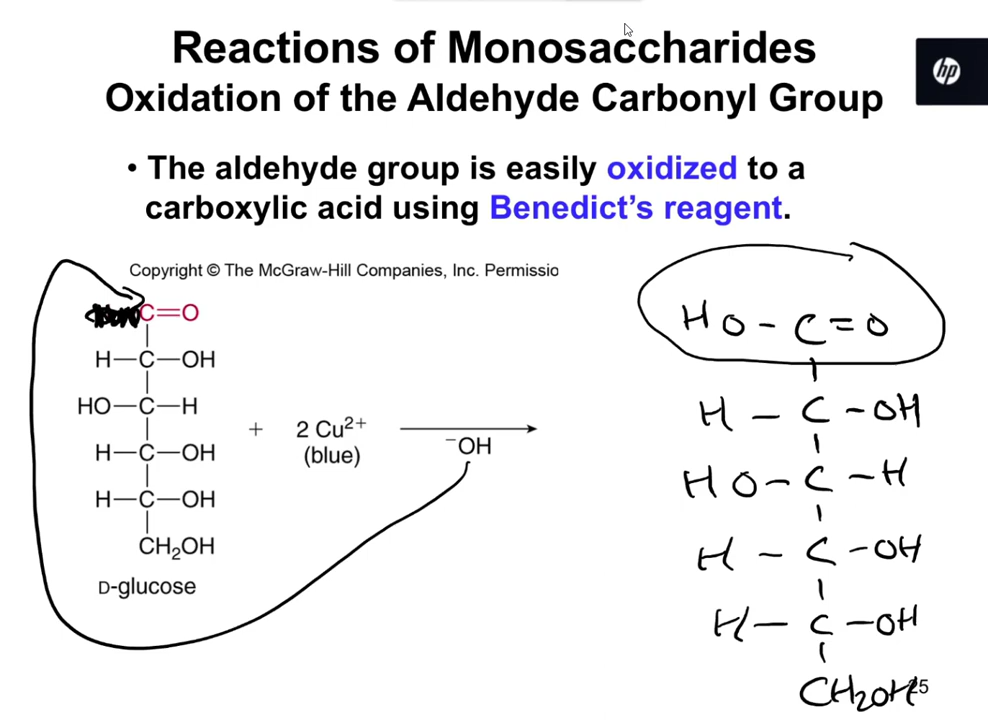 Reactions of Monosaccharides
Oxidation of the Aldehyde Carbonyl Group
hp
• The aldehyde group is easily oxidized to a
carboxylic acid using Benedict's reagent.
Copyright © The McGraw-Hill Companies, Inc. Permissio
C=O
H—C—OH
HO—C—H
H—C—OH
H—C—OH
CH₂OH
D-glucose
+
2 Cu²⁺
(blue)
⁻OH
HO–C=O
H–C–OH
HO–C–H
H–C–OH
H–C–OH
CH₂OH